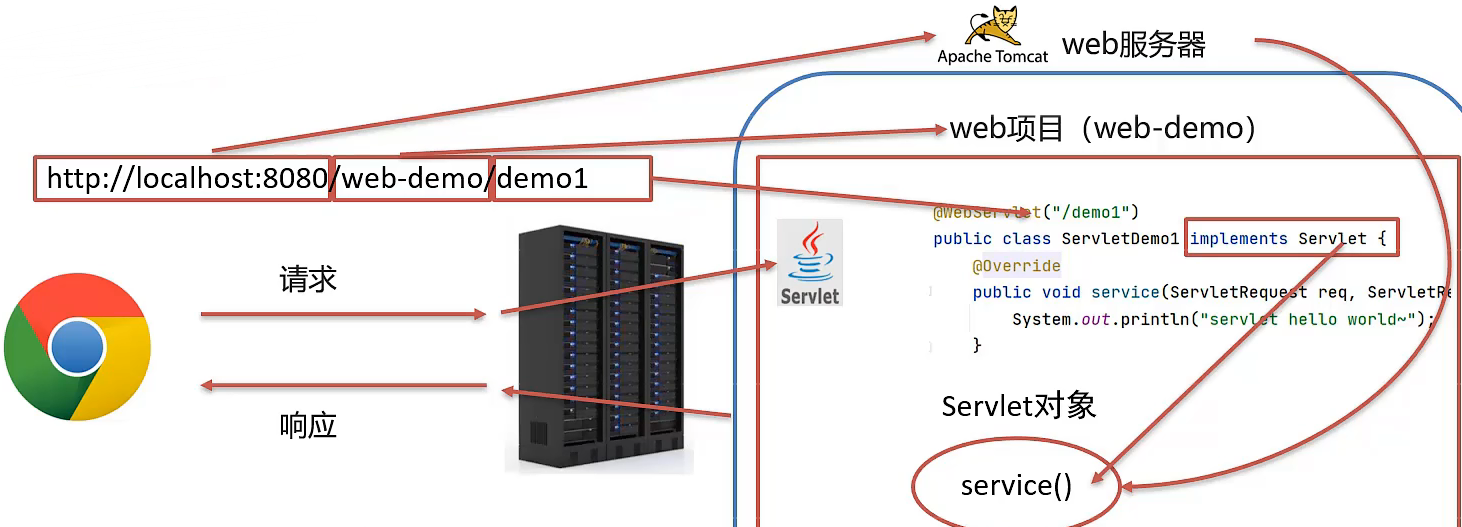 Apache Tomcat
web服务器
web项目（web-demo）
http://localhost:8080/web-demo/demo1
@WebServlet("/demo1")
public class ServletDemo1 implements Servlet {
@Override
public void service(ServletRequest req, ServletRe
System.out.println("servlet hello world~");
}
请求
Servlet
响应
Servlet对象
service()